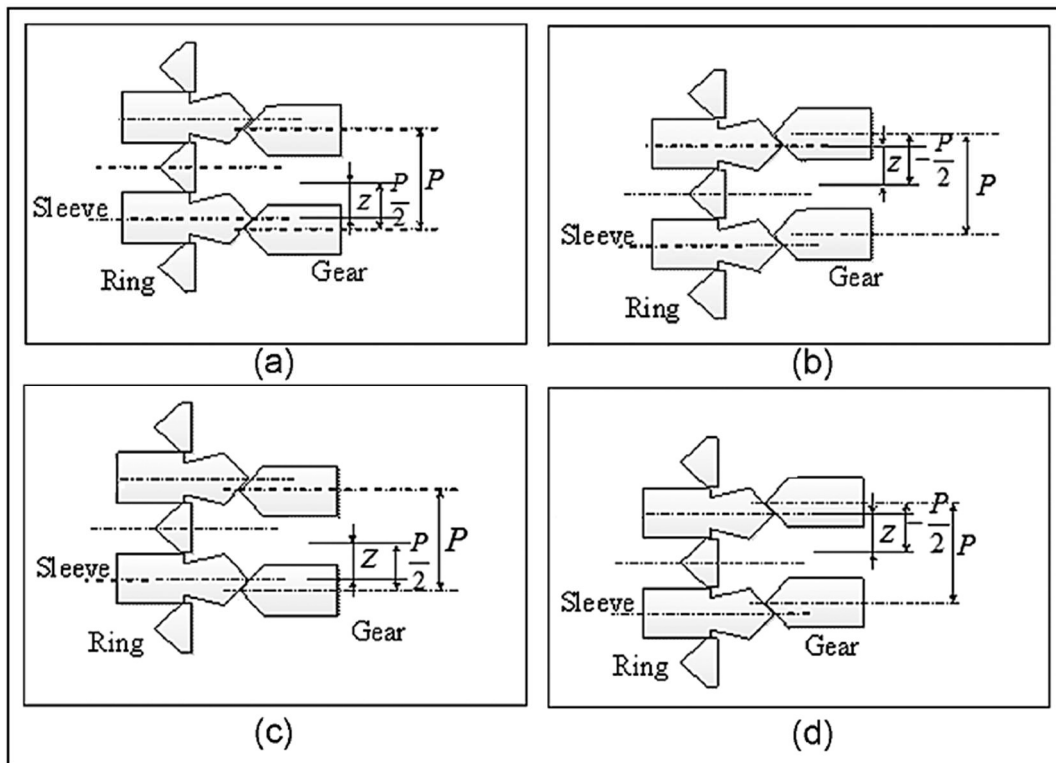 Sleeve
Ring
Gear
Z
P/2
P
(a)
Sleeve
Ring
Gear
Z
-P/2
P
(b)
Sleeve
Ring
Gear
Z
P/2
P
(c)
Sleeve
Ring
Gear
Z
-P/2
P
(d)